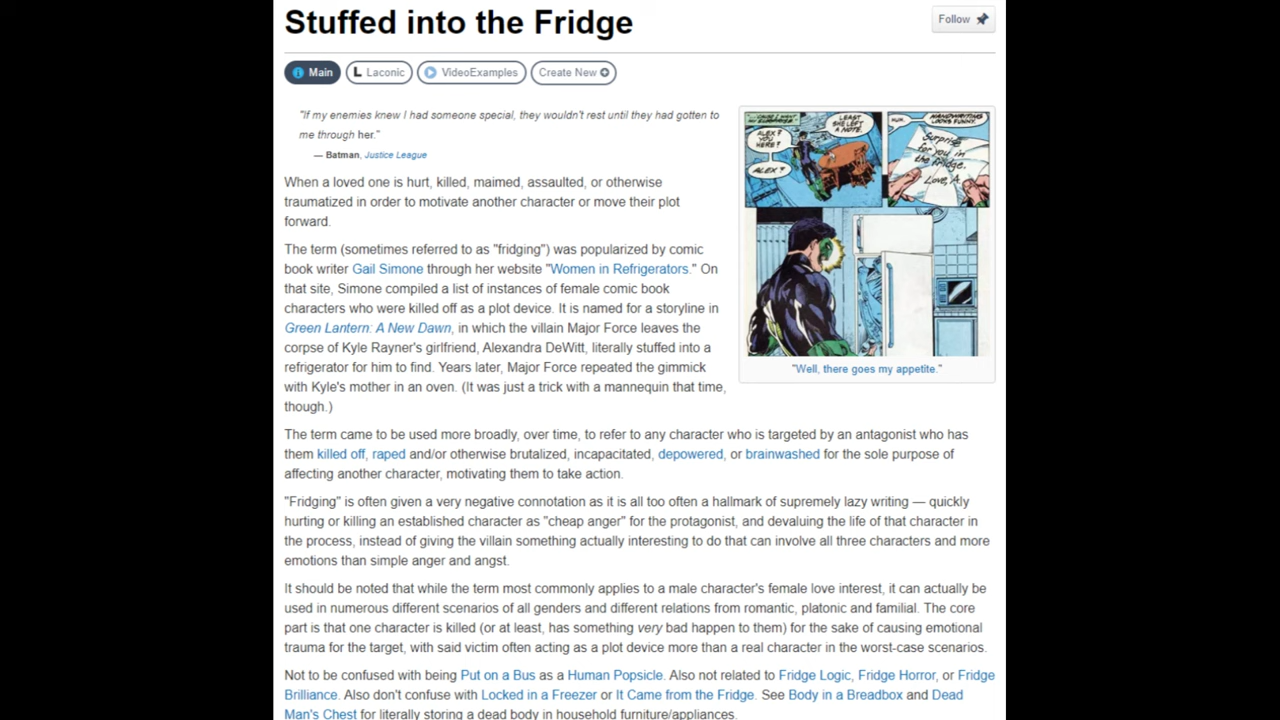 Stuffed into the Fridge
Follow
Main
Laconic
VideoExamples
Create New
"If my enemies knew I had someone special, they wouldn't rest until they had gotten to
me through her."
— Batman, Justice League
When a loved one is hurt, killed, maimed, assaulted, or otherwise
traumatized in order to motivate another character or move their plot
forward.
The term (sometimes referred to as "fridging") was popularized by comic
book writer Gail Simone through her website "Women in Refrigerators." On
that site, Simone compiled a list of instances of female comic book
characters who were killed off as a plot device. It is named for a storyline in
Green Lantern: A New Dawn, in which the villain Major Force leaves the
corpse of Kyle Rayner's girlfriend, Alexandra DeWitt, literally stuffed into a
refrigerator for him to find. Years later, Major Force repeated the gimmick
with Kyle's mother in an oven. (It was just a trick with a mannequin that time,
though.)
ALEX?
YOU
HERE?
ALEX?
LEAST
SHE LEFT
A NOTE.
HANDWRITING
LOOKS FUNNY.
Surprise
for you in
the fridge.
Love, A
"Well, there goes my appetite."
The term came to be used more broadly, over time, to refer to any character who is targeted by an antagonist who has
them killed off, raped and/or otherwise brutalized, incapacitated, depowered, or brainwashed for the sole purpose of
affecting another character, motivating them to take action.
"Fridging" is often given a very negative connotation as it is all too often a hallmark of supremely lazy writing — quickly
hurting or killing an established character as "cheap anger" for the protagonist, and devaluing the life of that character in
the process, instead of giving the villain something actually interesting to do that can involve all three characters and more
emotions than simple anger and angst.
It should be noted that while the term most commonly applies to a male character's female love interest, it can actually be
used in numerous different scenarios of all genders and different relations from romantic, platonic and familial. The core
part is that one character is killed (or at least, has something very bad happen to them) for the sake of causing emotional
trauma for the target, with said victim often acting as a plot device more than a real character in the worst-case scenarios.
Not to be confused with being Put on a Bus as a Human Popsicle. Also not related to Fridge Logic, Fridge Horror, or Fridge
Brilliance. Also don't confuse with Locked in a Freezer or It Came from the Fridge. See Body in a Breadbox and Dead
Man's Chest for literally storing a dead body in household furniture/appliances.